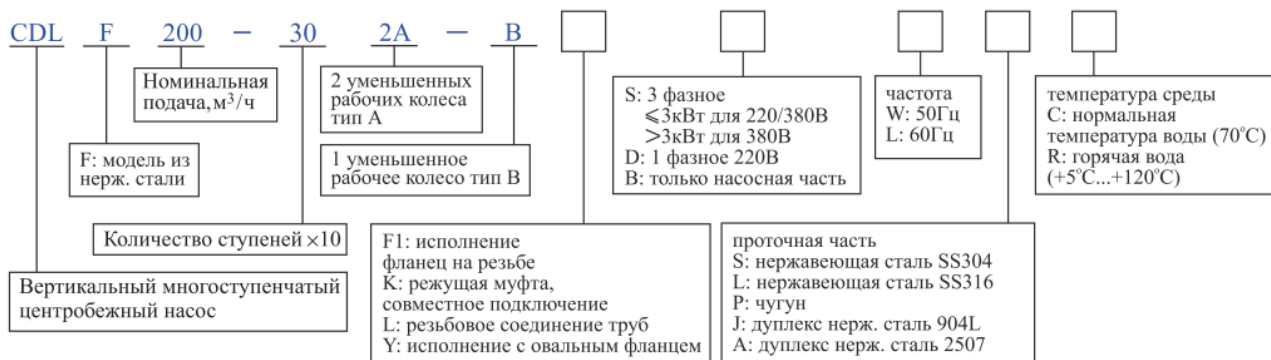 CDL F 200 – 30 2A – B
Номинальная
подача, м³/ч
2 уменьшенных
рабочих колеса
тип А
S: 3 фазное
⩽3кВт для 220/380В
>3кВт для 380В
D: 1 фазное 220В
B: только насосная часть
частота
W: 50Гц
L: 60Гц
температура среды
C: нормальная
температура воды (70°C)
R: горячая вода
(+5°C...+120°C)
F: модель из
нерж. стали
1 уменьшенное
рабочее колесо тип В
Количество ступеней ×10
F1: исполнение
фланец на резьбе
K: режущая муфта,
совместное подключение
L: резьбовое соединение труб
Y: исполнение с овальным фланцем
проточная часть
S: нержавеющая сталь SS304
L: нержавеющая сталь SS316
P: чугун
J: дуплекс нерж. сталь 904L
A: дуплекс нерж. сталь 2507
Вертикальный многоступенчатый
центробежный насос